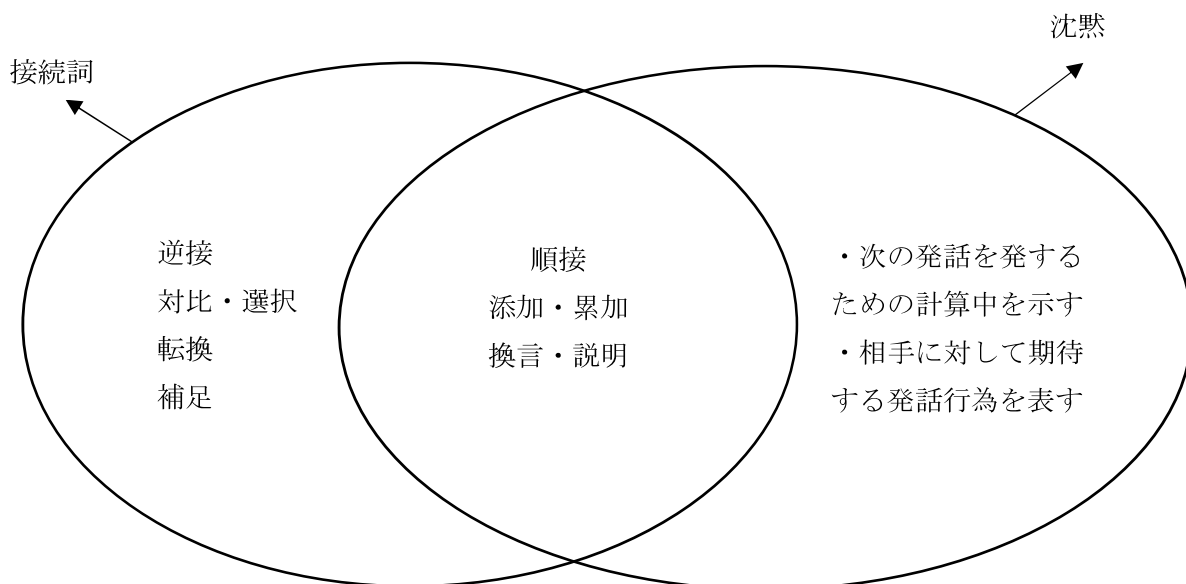 沈黙
接続詞
逆接
対比・選択
転換
補足
順接
添加・累加
換言・説明
・次の発話を発する
ための計算中を示す
・相手に対して期待
する発話行為を表す